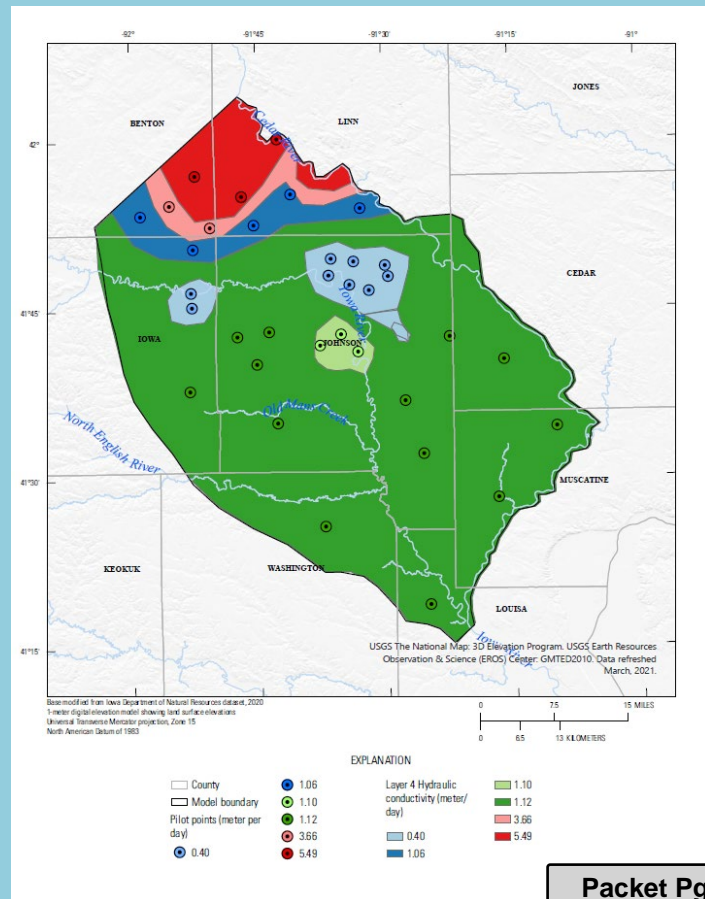 -92°
-91°45'
-91°30'
-91°15'
-91°
JONES
BENTON
LINN
Cedar River
42°
CEDAR
41°45'
Iowa River
IOWA
JOHNSON
Old Mans Creek
North English River
41°30'
MUSCATINE
KEOKUK
WASHINGTON
LOUISA
Iowa River
41°15'
USGS The National Map: 3D Elevation Program. USGS Earth Resources
Observation & Science (EROS) Center: GMTED2010. Data refreshed
March, 2021.
Base modified from Iowa Department of Natural Resources dataset, 2020
1-meter digital elevation model showing land surface elevations
Universal Transverse Mercator projection, Zone 15
North American Datum of 1983
0 7.5 15 MILES
0 6.5 13 KILOMETERS
EXPLANATION
County
Model boundary
Pilot points (meter per
day)
0.40
1.06
1.10
1.12
3.66
5.49
Layer 4 Hydraulic
conductivity (meter/
day)
0.40
1.06
1.10
1.12
3.66
5.49
Packet Pg